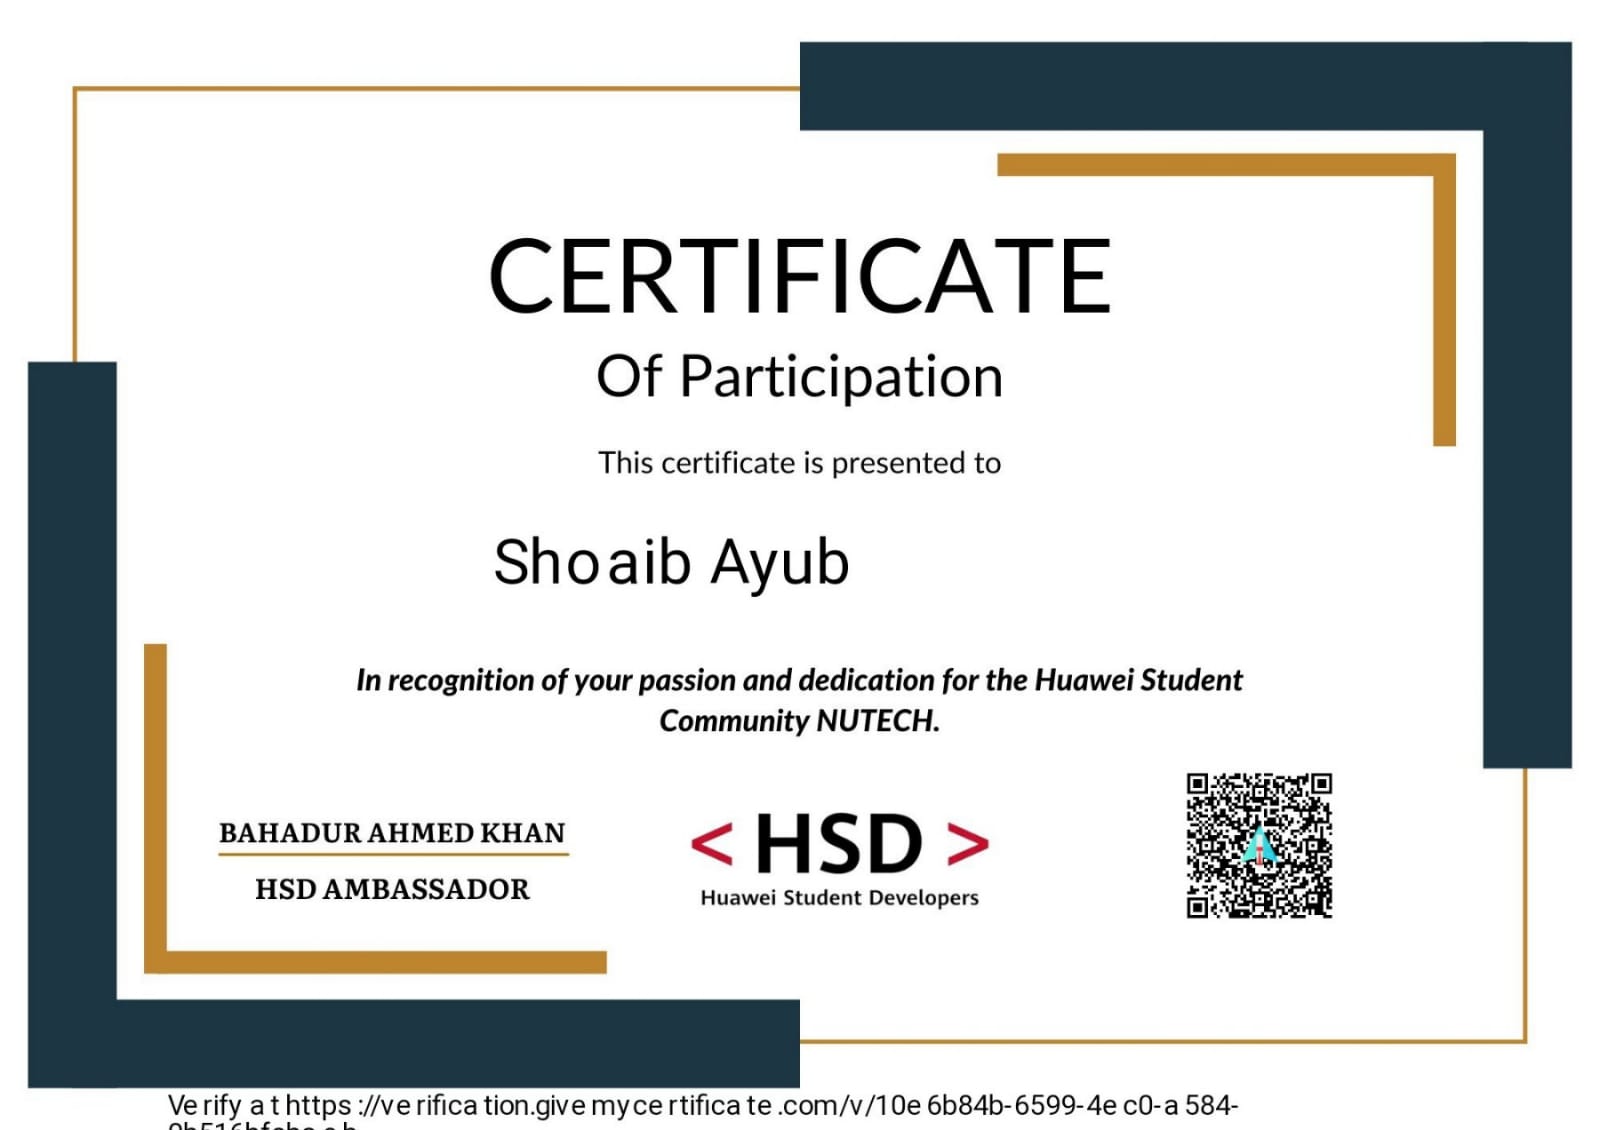 CERTIFICATE
Of Participation
This certificate is presented to
Shoaib Ayub
In recognition of your passion and dedication for the Huawei Student
Community NUTECH.
BAHADUR AHMED KHAN
HSD AMBASSADOR
< HSD >
Huawei Student Developers
Verify at https://verification.givemycertificate.com/v/10e6b84b-6599-4ec0-a584-